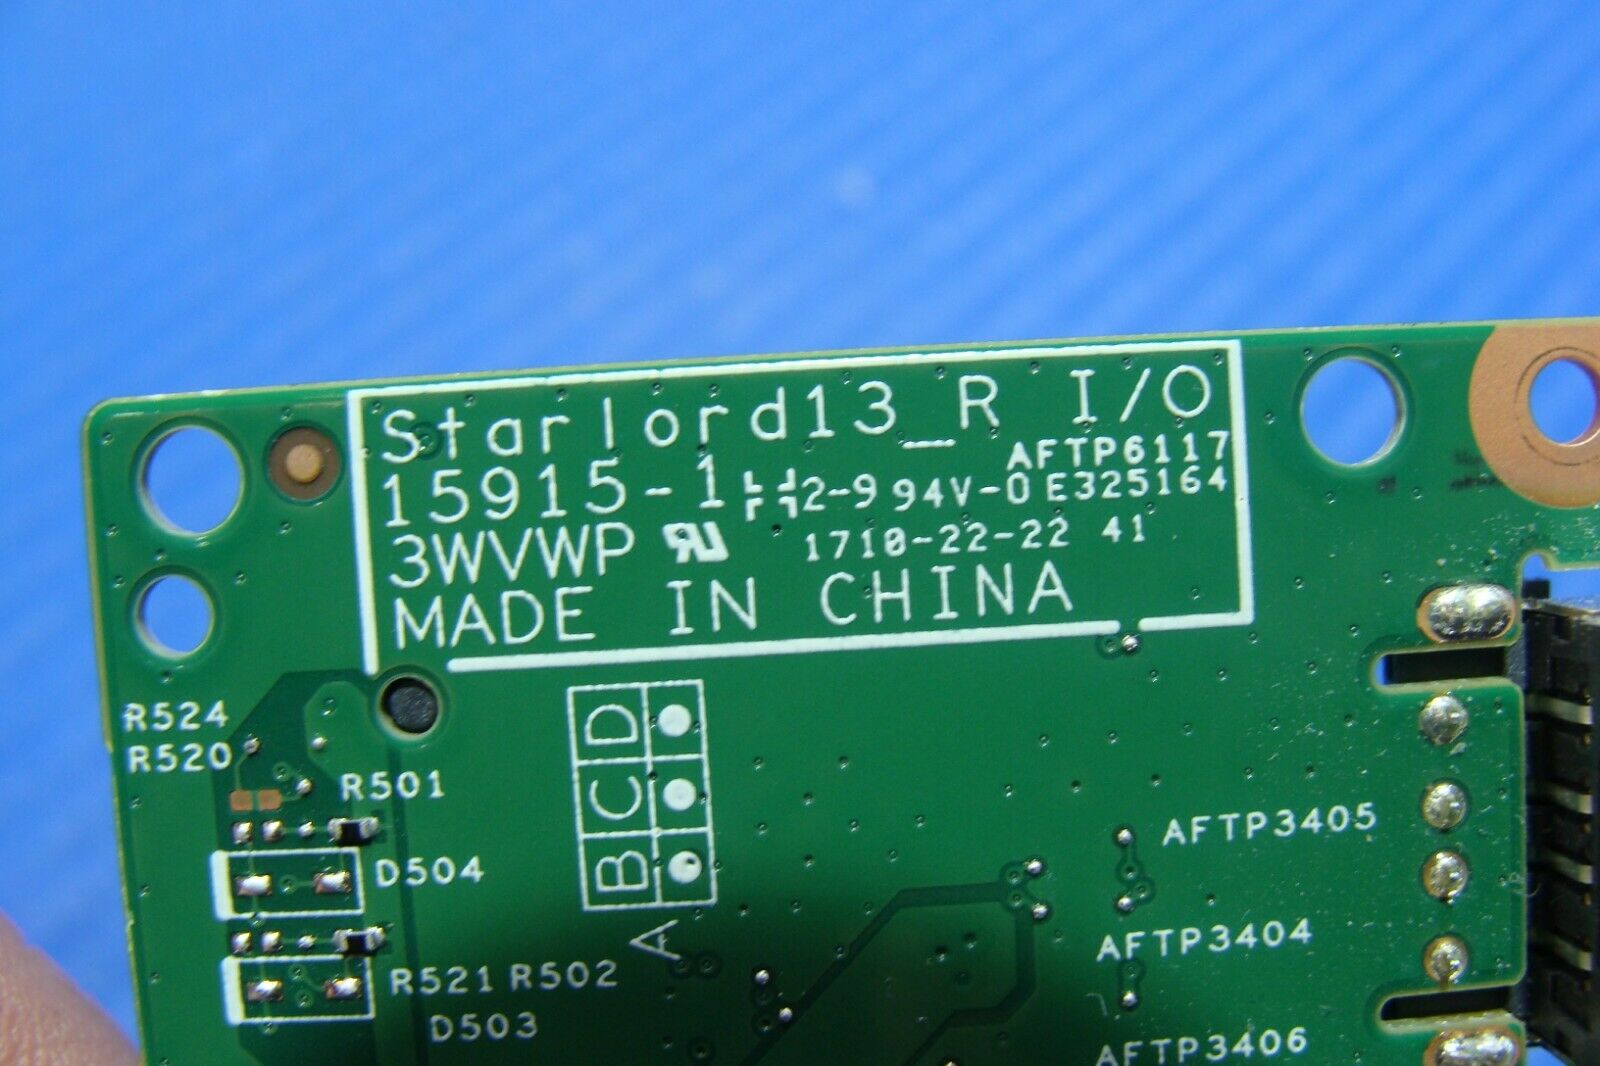 Starlord13_R I/O
AFTP6117
15915-1 2-9 94V-0 E325164
3WVWP 1710-22-22 41
MADE IN CHINA
R524
R520
R501
D504
R521 R502
D503
B C D
A
AFTP3405
AFTP3404
AFTP3406